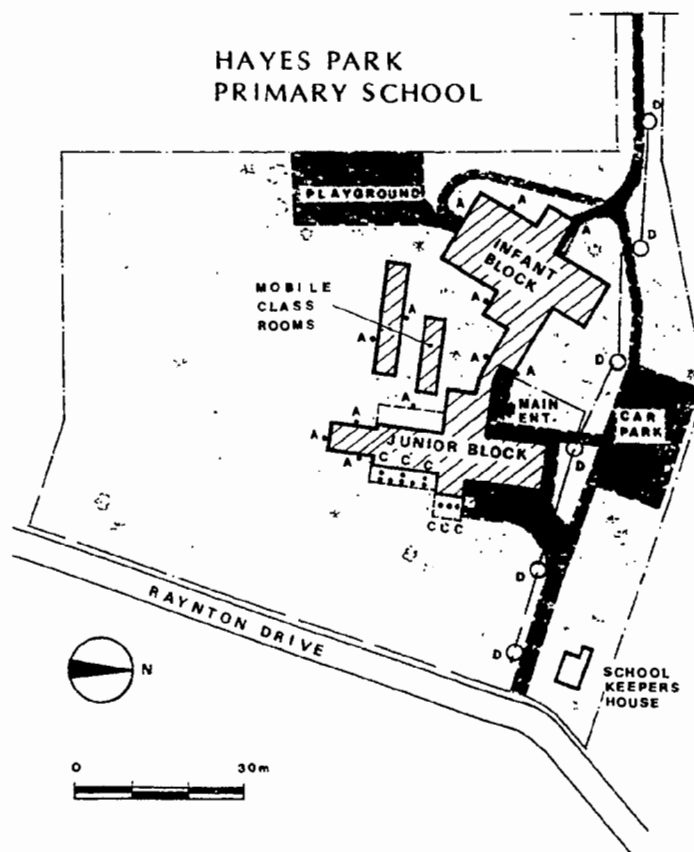 HAYES PARK
PRIMARY SCHOOL
D
PLAYGROUND
A
A
A
INFANT
BLOCK
D
MOBILE
CLASS
ROOMS
A
A
A
A
D
A
A
MAIN
ENT.
CAR
PARK
A
A
JUNIOR BLOCK
D
A
C C C
C C C
D
RAYNTON DRIVE
D
N
SCHOOL
KEEPERS
HOUSE
0 30m